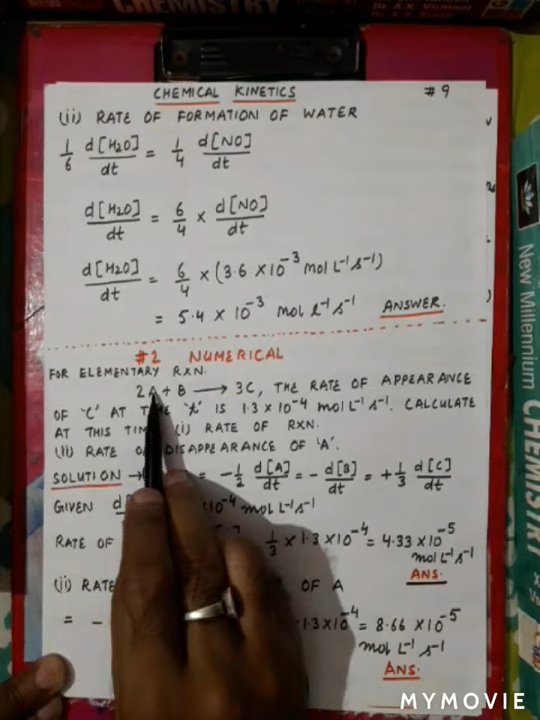 CHEMISTRY
Dr. A.K. Virmani
CHEMICAL KINETICS #9
(ii) RATE OF FORMATION OF WATER
1/6 d[H2O]/dt = 1/4 d[NO]/dt
d[H2O]/dt = 6/4 × d[NO]/dt
d[H2O]/dt = 6/4 × (3.6 ×10⁻³ mol L⁻¹ s⁻¹)
= 5.4 × 10⁻³ mol l⁻¹ s⁻¹ ANSWER.
#2 NUMERICAL
FOR ELEMENTARY RXN.
2A + B ⟶ 3C, THE RATE OF APPEARANCE
OF 'C' AT 't' IS 1.3 × 10⁻⁴ mol L⁻¹ s⁻¹. CALCULATE
AT THIS (i) RATE OF RXN.
(ii) RATE DISAPPEARANCE OF 'A'.
SOLUTION → = -1/2 d[A]/dt = - d[B]/dt = +1/3 d[C]/dt
GIVEN 10⁻⁴ mol L⁻¹ s⁻¹
RATE OF 1/3 × 1.3 × 10⁻⁴ = 4.33 × 10⁻⁵
mol L⁻¹ s⁻¹
ANS.
(ii) RATE OF A
= - 1.3 × 10⁻⁴ = 8.66 × 10⁻⁵
mol L⁻¹ s⁻¹
Ans.
New Millennium
CHEMISTRY
MYMOVIE